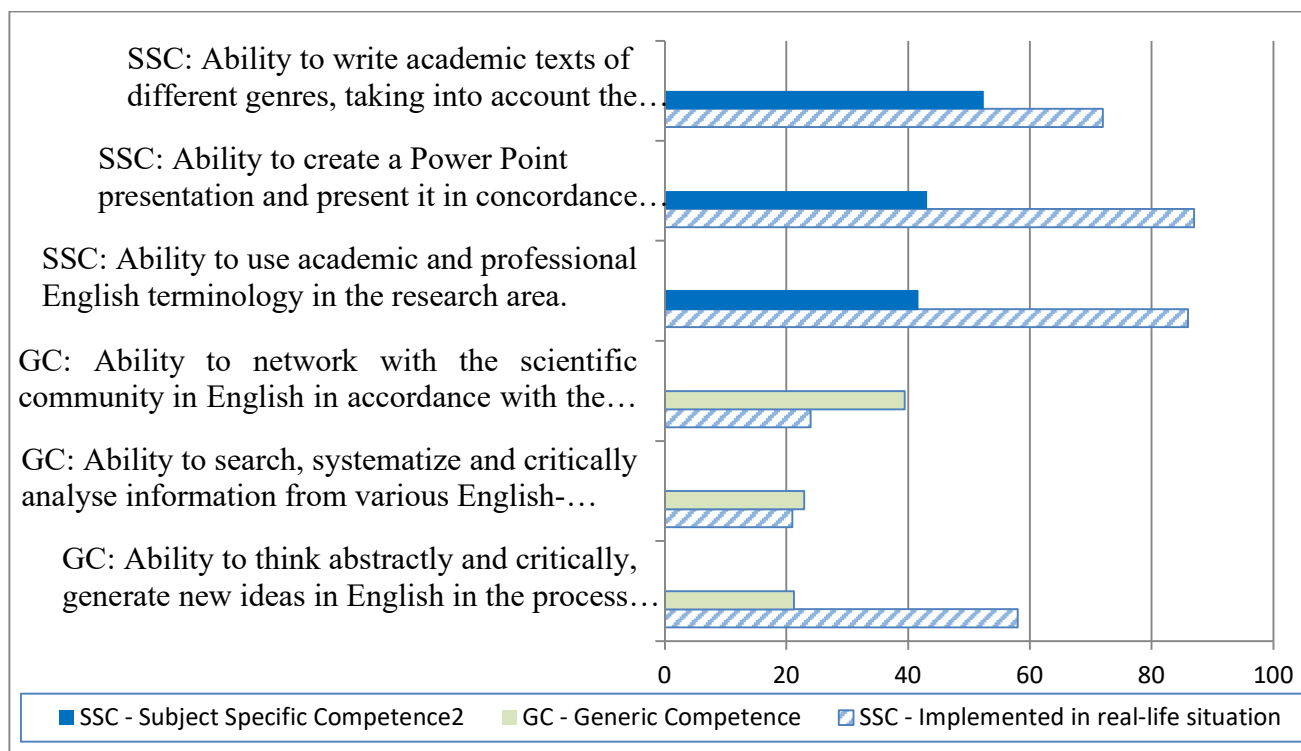 SSC: Ability to write academic texts of
different genres, taking into account the…
SSC: Ability to create a Power Point
presentation and present it in concordance…
SSC: Ability to use academic and professional
English terminology in the research area.
GC: Ability to network with the scientific
community in English in accordance with the…
GC: Ability to search, systematize and critically
analyse information from various English-…
GC: Ability to think abstractly and critically,
generate new ideas in English in the process…
0 20 40 60 80 100
SSC - Subject Specific Competence2 GC - Generic Competence SSC - Implemented in real-life situation